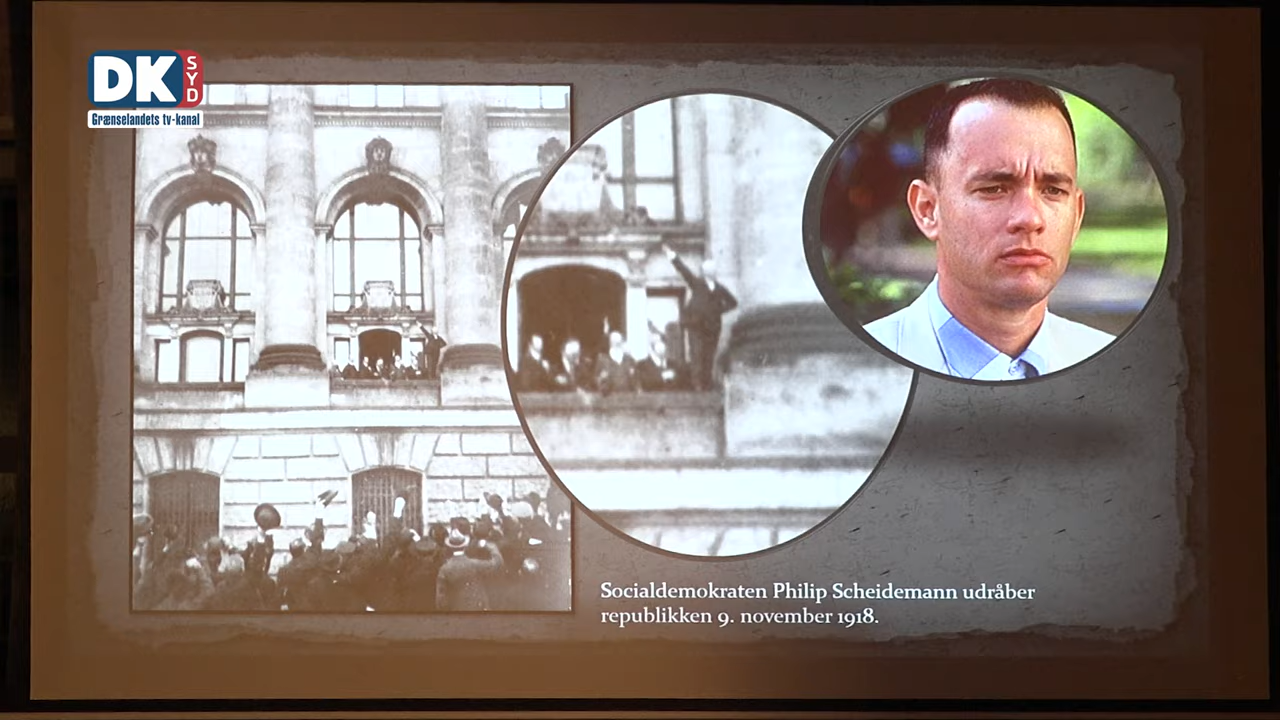 DK
SYD
Grænselandets tv-kanal
Socialdemokraten Philip Scheidemann udråber
republikken 9. november 1918.